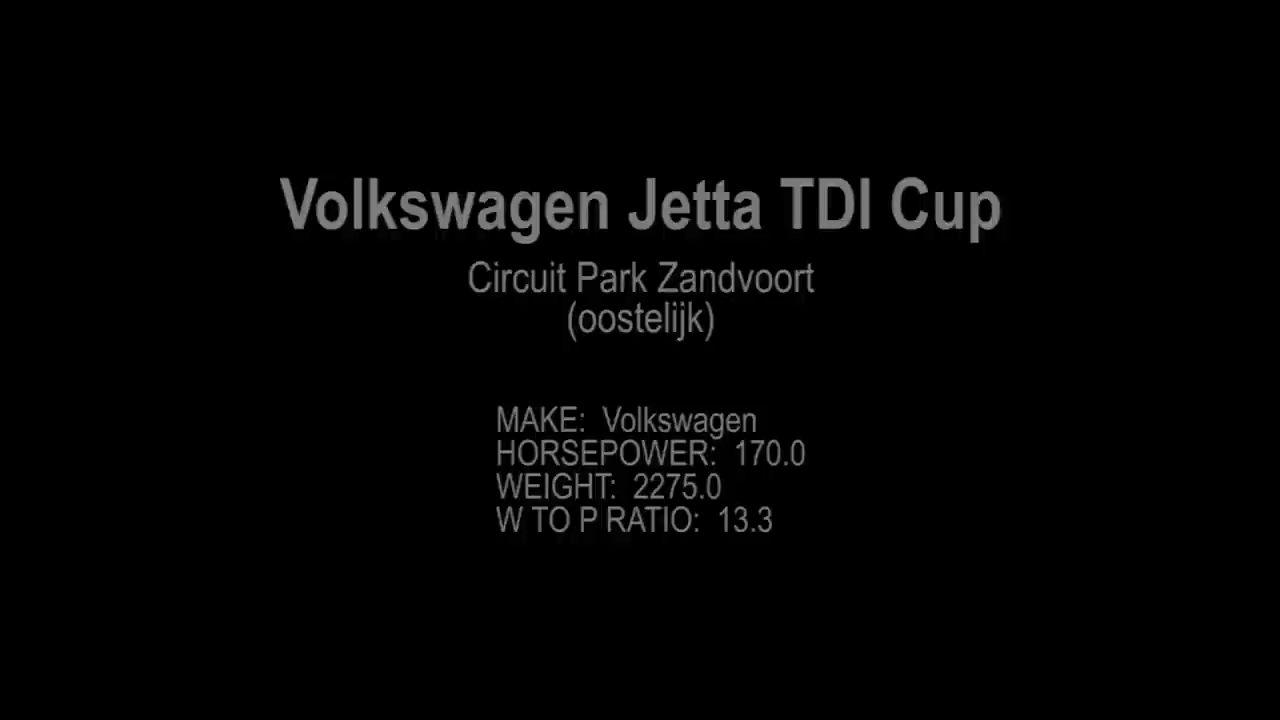 Volkswagen Jetta TDI Cup
Circuit Park Zandvoort
(oostelijk)
MAKE: Volkswagen
HORSEPOWER: 170.0
WEIGHT: 2275.0
W TO P RATIO: 13.3